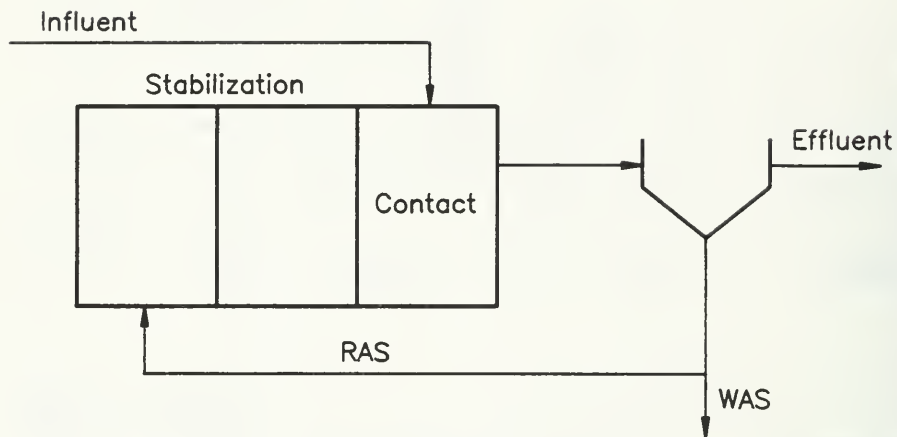 Influent
Stabilization
Effluent
Contact
RAS
WAS